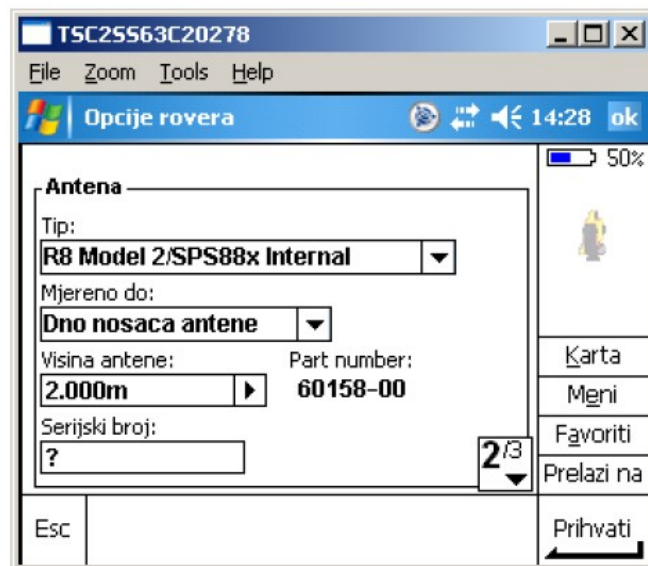 TSC2SS63C20278
File Zoom Tools Help
Opcije rovera 14:28 ok
50%
Antena
Tip:
R8 Model 2/SPS88x Internal
Mjereno do:
Dno nosaca antene
Visina antene: Part number:
2.000m 60158-00
Serijski broj:
?
2/3
Karta
Meni
Favoriti
Prelazi na
Esc Prihvati